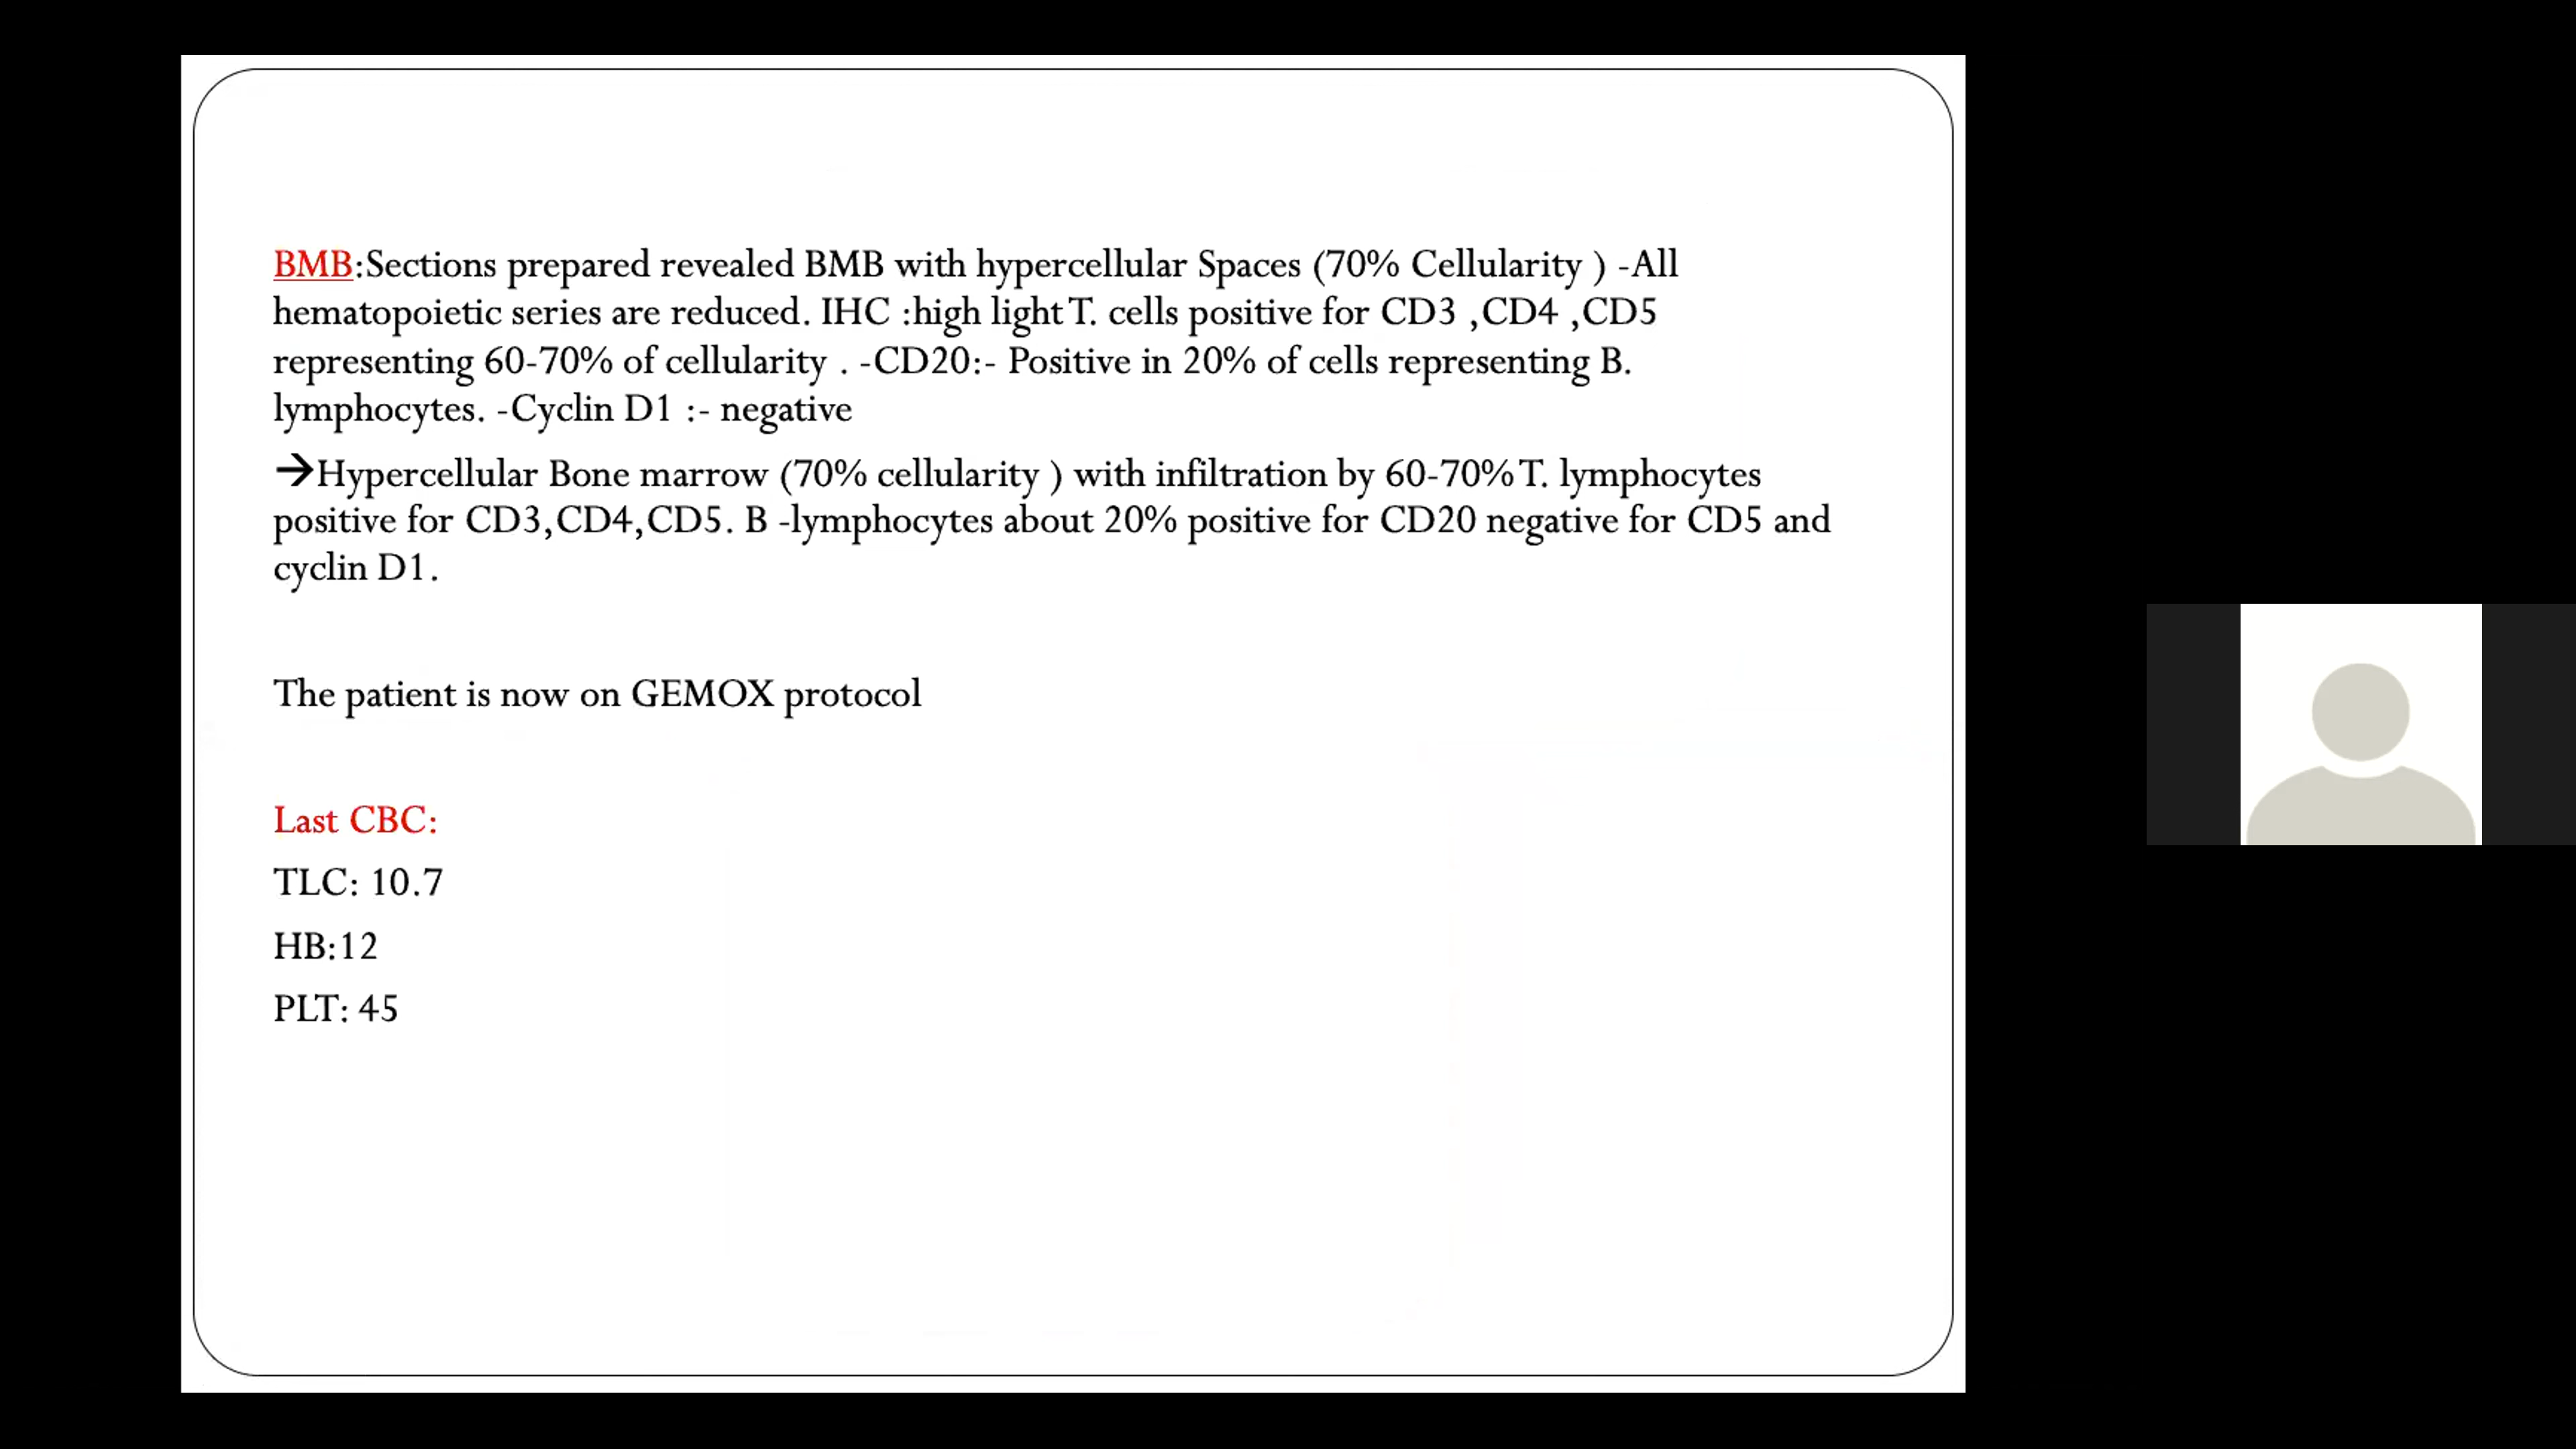 BMB:Sections prepared revealed BMB with hypercellular Spaces (70% Cellularity ) -All
hematopoietic series are reduced. IHC :high light T. cells positive for CD3 ,CD4 ,CD5
representing 60-70% of cellularity . -CD20:- Positive in 20% of cells representing B.
lymphocytes. -Cyclin D1 :- negative
→Hypercellular Bone marrow (70% cellularity ) with infiltration by 60-70% T. lymphocytes
positive for CD3,CD4,CD5. B -lymphocytes about 20% positive for CD20 negative for CD5 and
cyclin D1.
The patient is now on GEMOX protocol
Last CBC:
TLC: 10.7
HB:12
PLT: 45